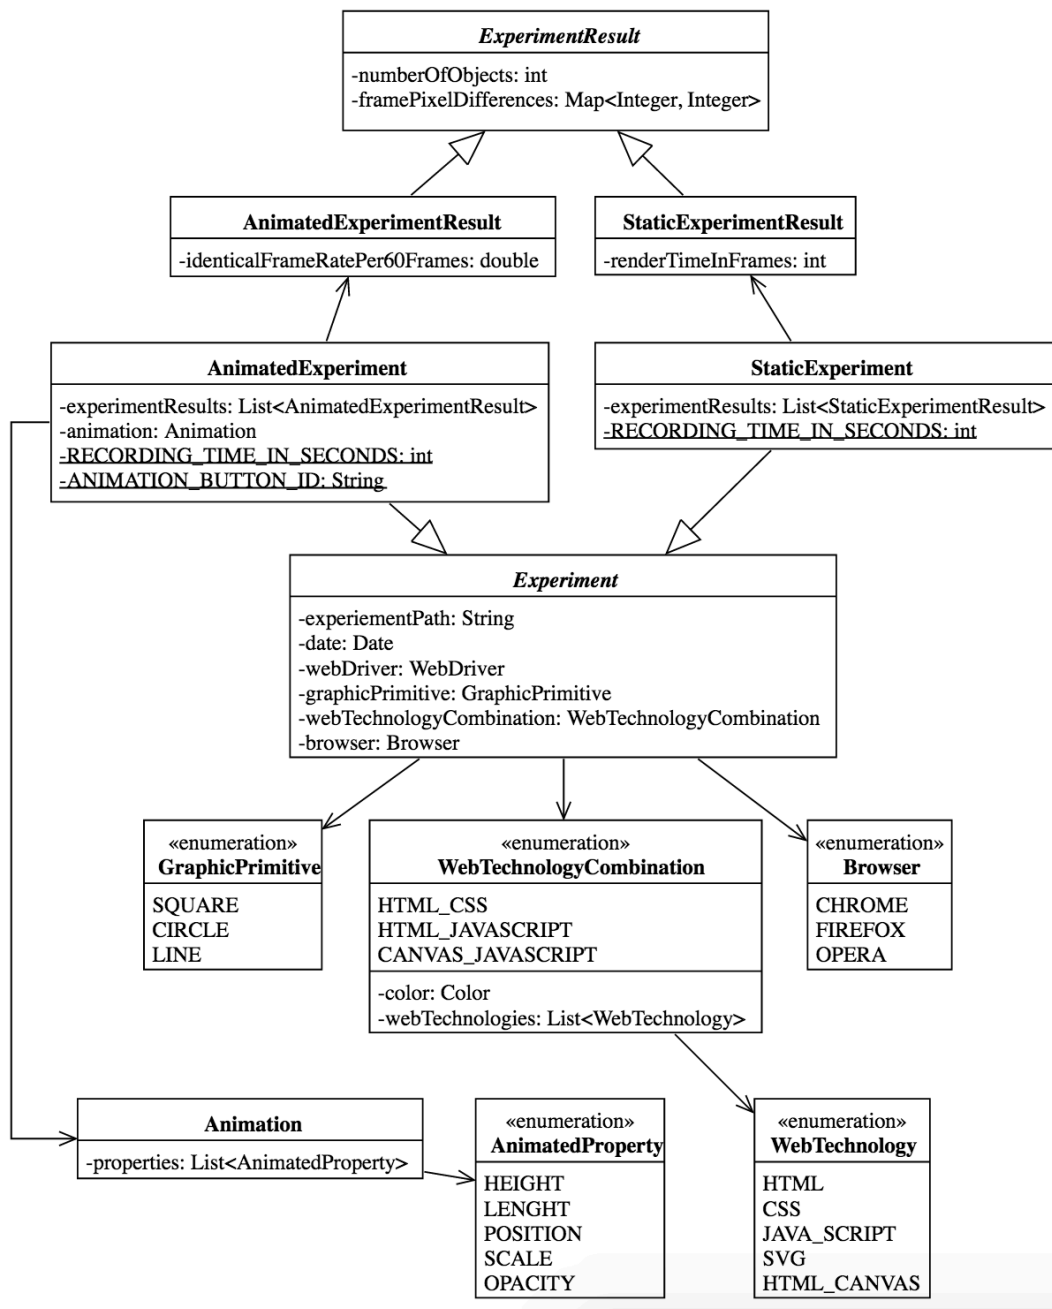 ExperimentResult
-numberOfObjects: int
-framePixelDifferences: Map<Integer, Integer>
AnimatedExperimentResult
-identicalFrameRatePer60Frames: double
StaticExperimentResult
-renderTimeInFrames: int
AnimatedExperiment
-experimentResults: List<AnimatedExperimentResult>
-animation: Animation
-RECORDING_TIME_IN_SECONDS: int
-ANIMATION_BUTTON_ID: String
StaticExperiment
-experimentResults: List<StaticExperimentResult>
-RECORDING_TIME_IN_SECONDS: int
Experiment
-experiementPath: String
-date: Date
-webDriver: WebDriver
-graphicPrimitive: GraphicPrimitive
-webTechnologyCombination: WebTechnologyCombination
-browser: Browser
«enumeration»
GraphicPrimitive
SQUARE
CIRCLE
LINE
«enumeration»
WebTechnologyCombination
HTML_CSS
HTML_JAVASCRIPT
CANVAS_JAVASCRIPT
-color: Color
-webTechnologies: List<WebTechnology>
«enumeration»
Browser
CHROME
FIREFOX
OPERA
Animation
-properties: List<AnimatedProperty>
«enumeration»
AnimatedProperty
HEIGHT
LENGHT
POSITION
SCALE
OPACITY
«enumeration»
WebTechnology
HTML
CSS
JAVA_SCRIPT
SVG
HTML_CANVAS